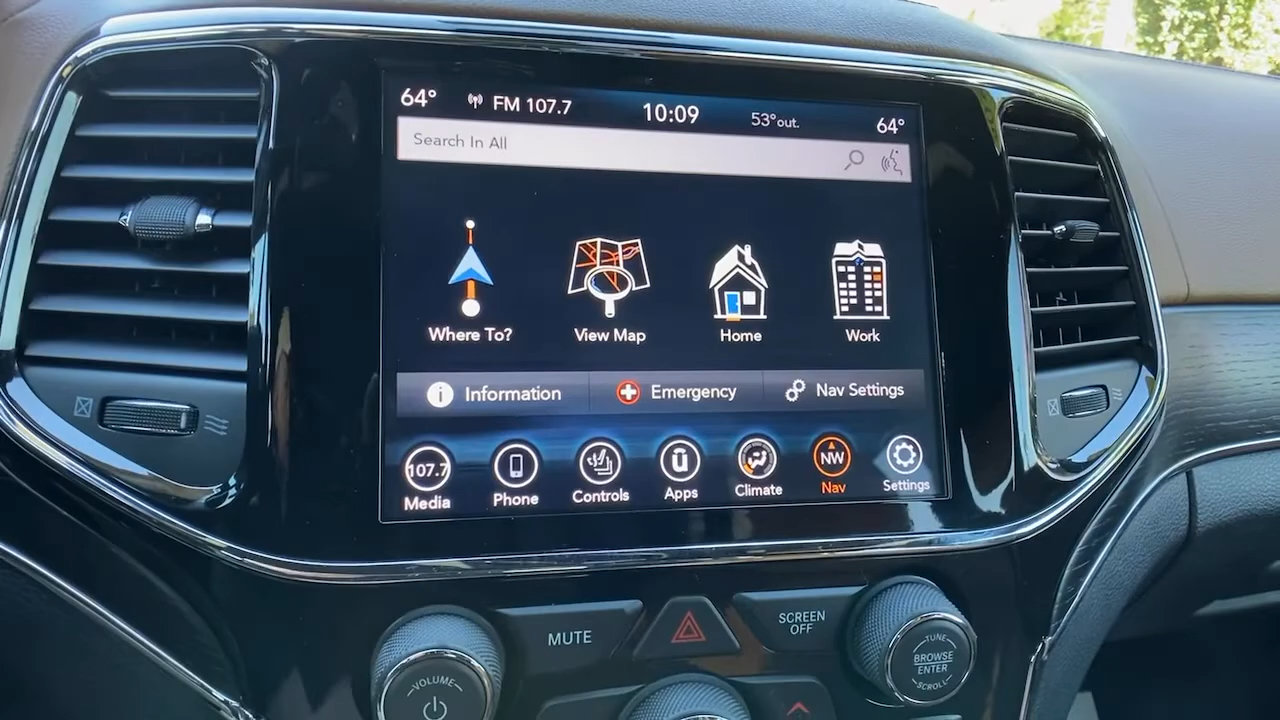 64° FM 107.7 10:09 53°out. 64°
Search In All
Where To? View Map Home Work
Information Emergency Nav Settings
107.7 NW
Media Phone Controls Apps Climate Nav Settings
MUTE SCREEN OFF
VOLUME
TUNE
BROWSE
ENTER
SCROLL